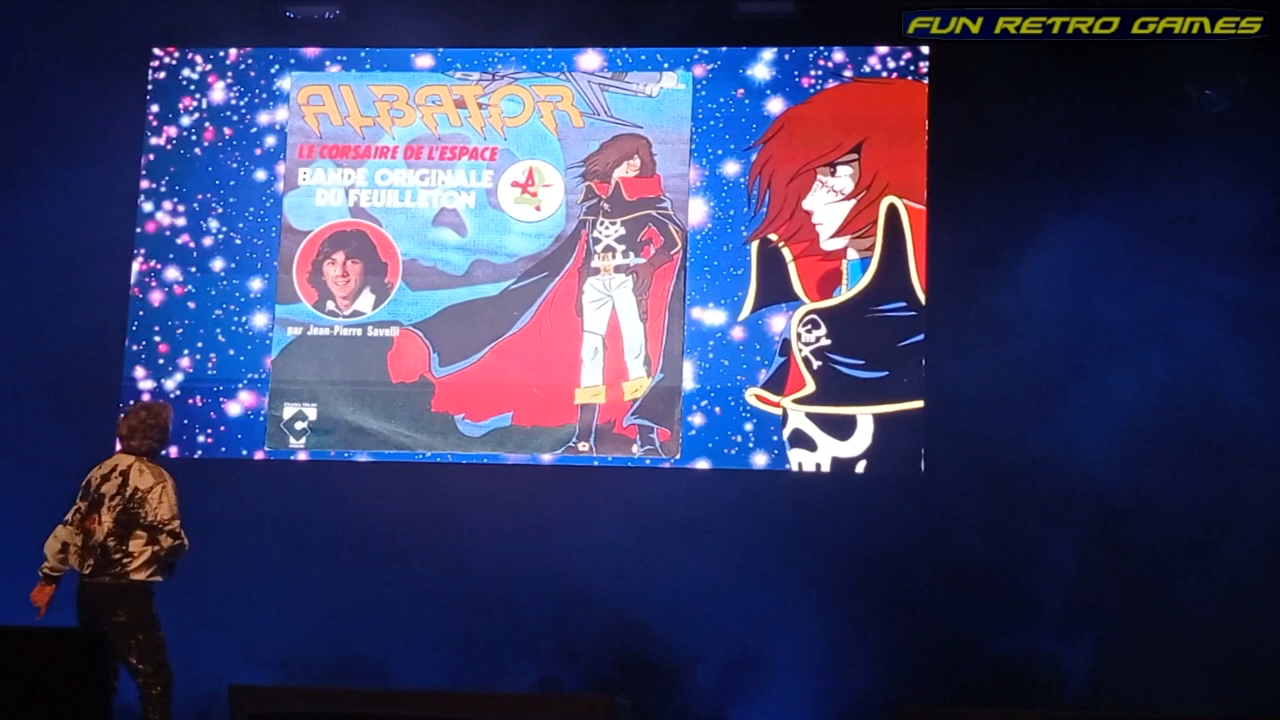 FUN RETRO GAMES
ALBATOR
LE CORSAIRE DE L'ESPACE
BANDE ORIGINALE
DU FEUILLETON
par Jean-Pierre Savelli